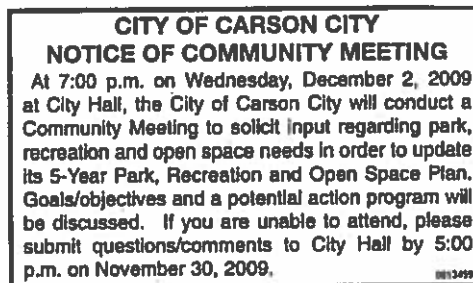 CITY OF CARSON CITY
NOTICE OF COMMUNITY MEETING
At 7:00 p.m. on Wednesday, December 2, 2009
at City Hall, the City of Carson City will conduct a
Community Meeting to solicit input regarding park,
recreation and open space needs in order to update
its 5-Year Park, Recreation and Open Space Plan.
Goals/objectives and a potential action program will
be discussed. If you are unable to attend, please
submit questions/comments to City Hall by 5:00
p.m. on November 30, 2009.